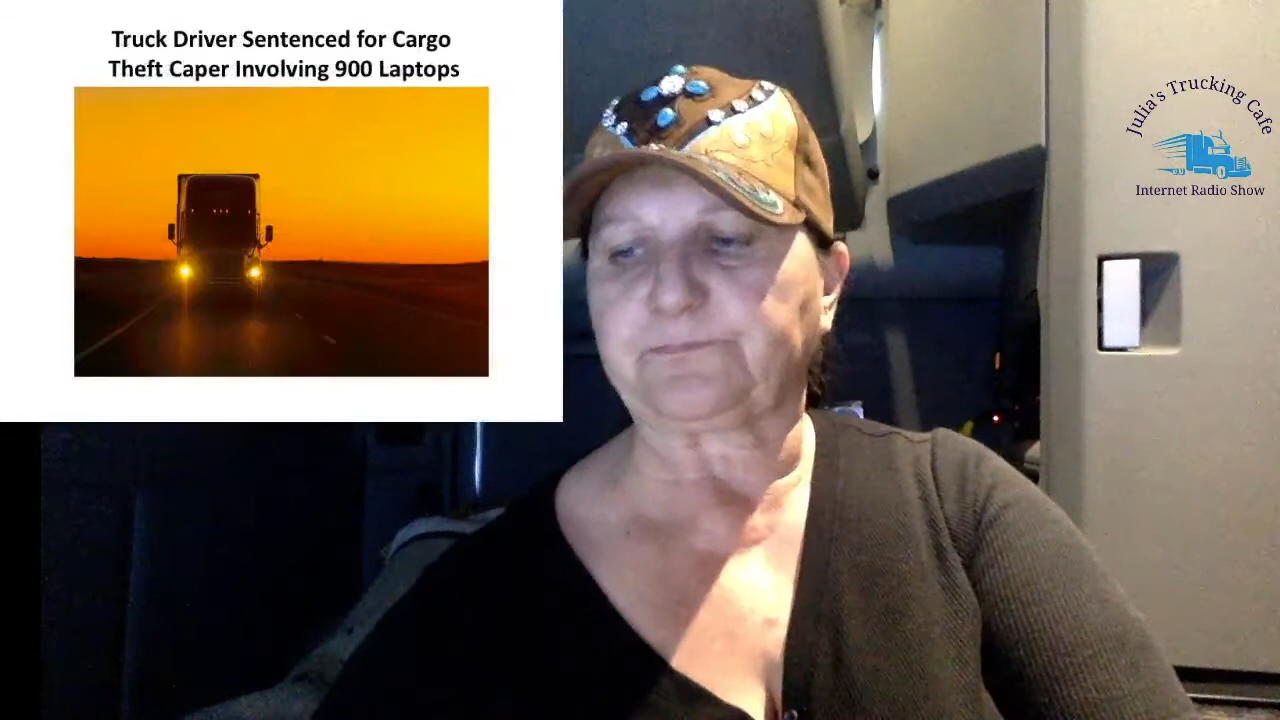 Truck Driver Sentenced for Cargo
Theft Caper Involving 900 Laptops
Julia's Trucking Cafe
Internet Radio Show